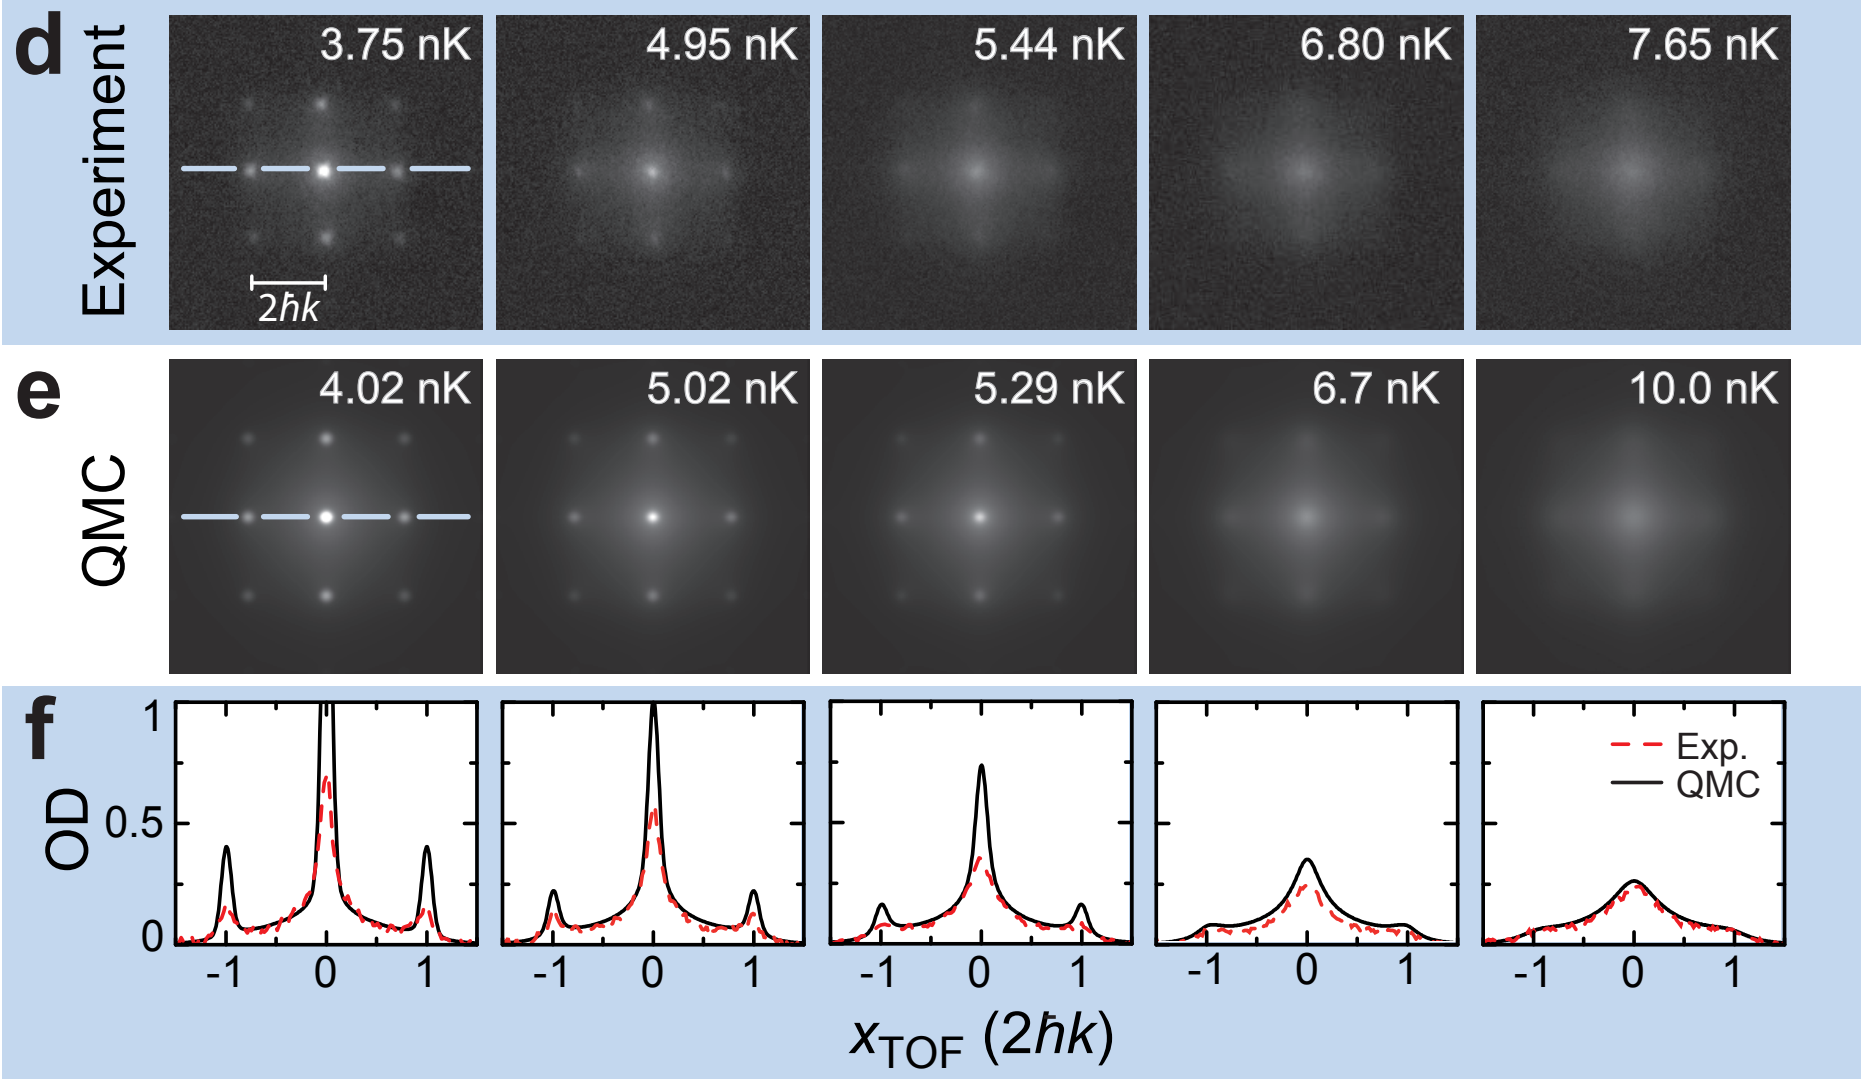 d
Experiment
3.75 nK
4.95 nK
5.44 nK
6.80 nK
7.65 nK
2ħk
e
QMC
4.02 nK
5.02 nK
5.29 nK
6.7 nK
10.0 nK
f
OD
1
0.5
0
Exp.
QMC
-1 0 1
-1 0 1
-1 0 1
-1 0 1
-1 0 1
xTOF (2ħk)